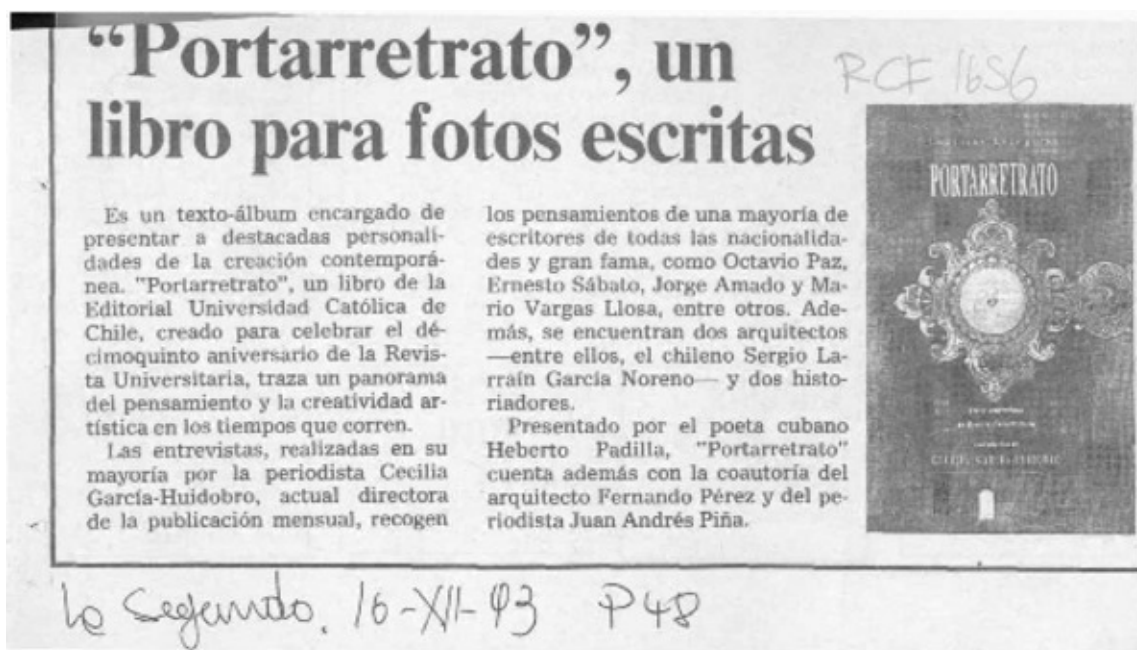 “Portarretrato”, un
libro para fotos escritas
RCF 1656
Es un texto-álbum encargado de
presentar a destacadas personali-
dades de la creación contemporá-
nea. "Portarretrato", un libro de la
Editorial Universidad Católica de
Chile, creado para celebrar el dé-
cimoquinto aniversario de la Revis-
ta Universitaria, traza un panorama
del pensamiento y la creatividad ar-
tística en los tiempos que corren.
Las entrevistas, realizadas en su
mayoría por la periodista Cecilia
García-Huidobro, actual directora
de la publicación mensual, recogen
los pensamientos de una mayoría de
escritores de todas las nacionalida-
des y gran fama, como Octavio Paz,
Ernesto Sábato, Jorge Amado y Ma-
rio Vargas Llosa, entre otros. Ade-
más, se encuentran dos arquitectos
—entre ellos, el chileno Sergio La-
rraín García Noreno— y dos histo-
riadores.
Presentado por el poeta cubano
Heberto Padilla, "Portarretrato"
cuenta además con la coautoría del
arquitecto Fernando Pérez y del pe-
riodista Juan Andrés Piña.
PORTARRETRATO
La Segunda, 16-XII-93 P48